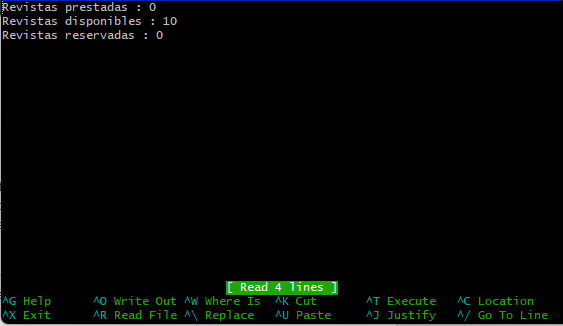 Revistas prestadas : 0
Revistas disponibles : 10
Revistas reservadas : 0
[ Read 4 lines ]
^G Help ^O Write Out ^W Where Is ^K Cut ^T Execute ^C Location
^X Exit ^R Read File ^\ Replace ^U Paste ^J Justify ^/ Go To Line